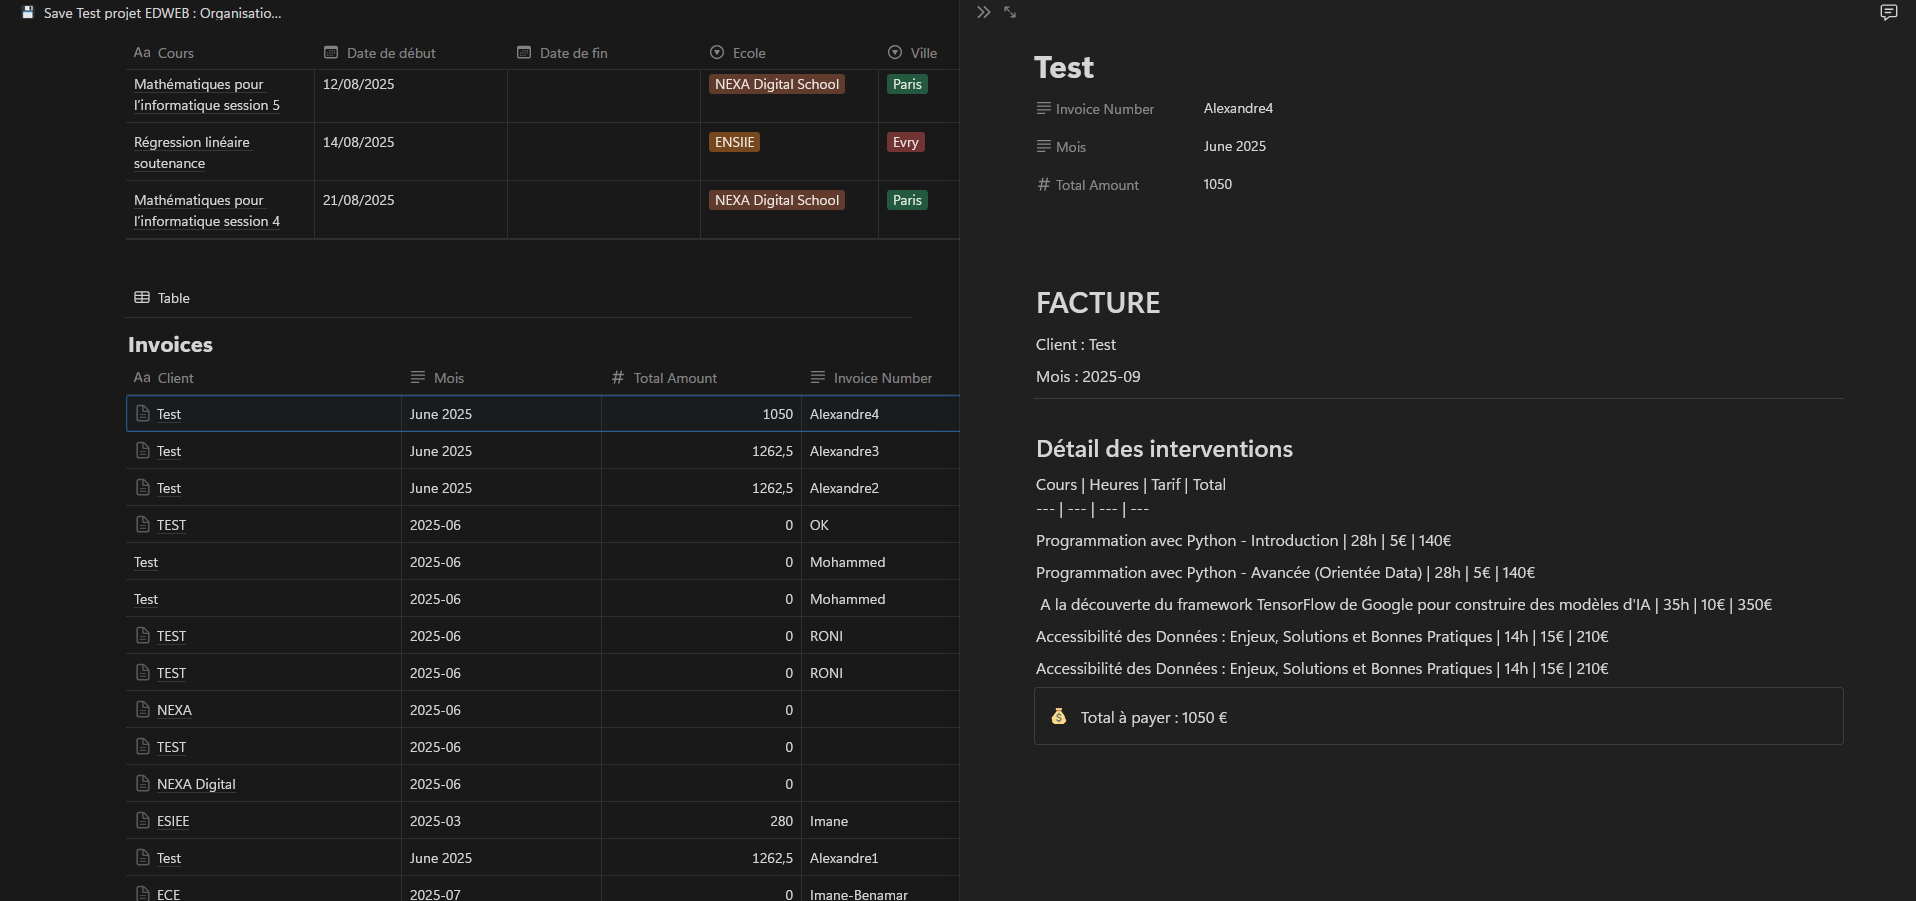 Save Test projet EDWEB : Organisatio...
Aa Cours Date de début Date de fin Ecole Ville
Mathématiques pour
l'informatique session 5 12/08/2025 NEXA Digital School Paris
Régression linéaire
soutenance 14/08/2025 ENSIIE Evry
Mathématiques pour
l'informatique session 4 21/08/2025 NEXA Digital School Paris
Table
Invoices
Aa Client Mois # Total Amount Invoice Number
Test June 2025 1050 Alexandre4
Test June 2025 1262,5 Alexandre3
Test June 2025 1262,5 Alexandre2
TEST 2025-06 0 OK
Test 2025-06 0 Mohammed
Test 2025-06 0 Mohammed
TEST 2025-06 0 RONI
TEST 2025-06 0 RONI
NEXA 2025-06 0
TEST 2025-06 0
NEXA Digital 2025-06 0
ESIEE 2025-03 280 Imane
Test June 2025 1262,5 Alexandre1
ECE 2025-07 0 Imane-Benamar
Test
Invoice Number Alexandre4
Mois June 2025
# Total Amount 1050
FACTURE
Client : Test
Mois : 2025-09
Détail des interventions
Cours | Heures | Tarif | Total
--- | --- | --- | ---
Programmation avec Python - Introduction | 28h | 5€ | 140€
Programmation avec Python - Avancée (Orientée Data) | 28h | 5€ | 140€
A la découverte du framework TensorFlow de Google pour construire des modèles d'IA | 35h | 10€ | 350€
Accessibilité des Données : Enjeux, Solutions et Bonnes Pratiques | 14h | 15€ | 210€
Accessibilité des Données : Enjeux, Solutions et Bonnes Pratiques | 14h | 15€ | 210€
Total à payer : 1050 €